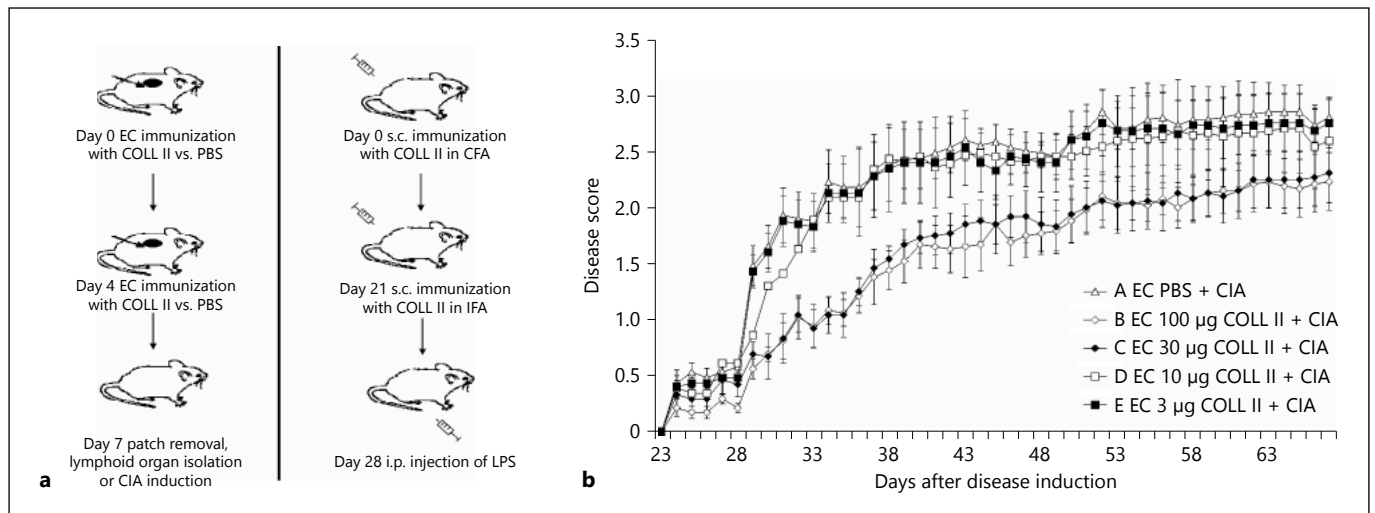 Day 0 EC immunization
with COLL II vs. PBS
Day 4 EC immunization
with COLL II vs. PBS
Day 7 patch removal,
lymphoid organ isolation
or CIA induction
Day 0 s.c. immunization
with COLL II in CFA
Day 21 s.c. immunization
with COLL II in IFA
Day 28 i.p. injection of LPS
a
3.5
3.0
2.5
2.0
1.5
1.0
0.5
0
Disease score
23 28 33 38 43 48 53 58 63
Days after disease induction
A EC PBS + CIA
B EC 100 μg COLL II + CIA
C EC 30 μg COLL II + CIA
D EC 10 μg COLL II + CIA
E EC 3 μg COLL II + CIA
b